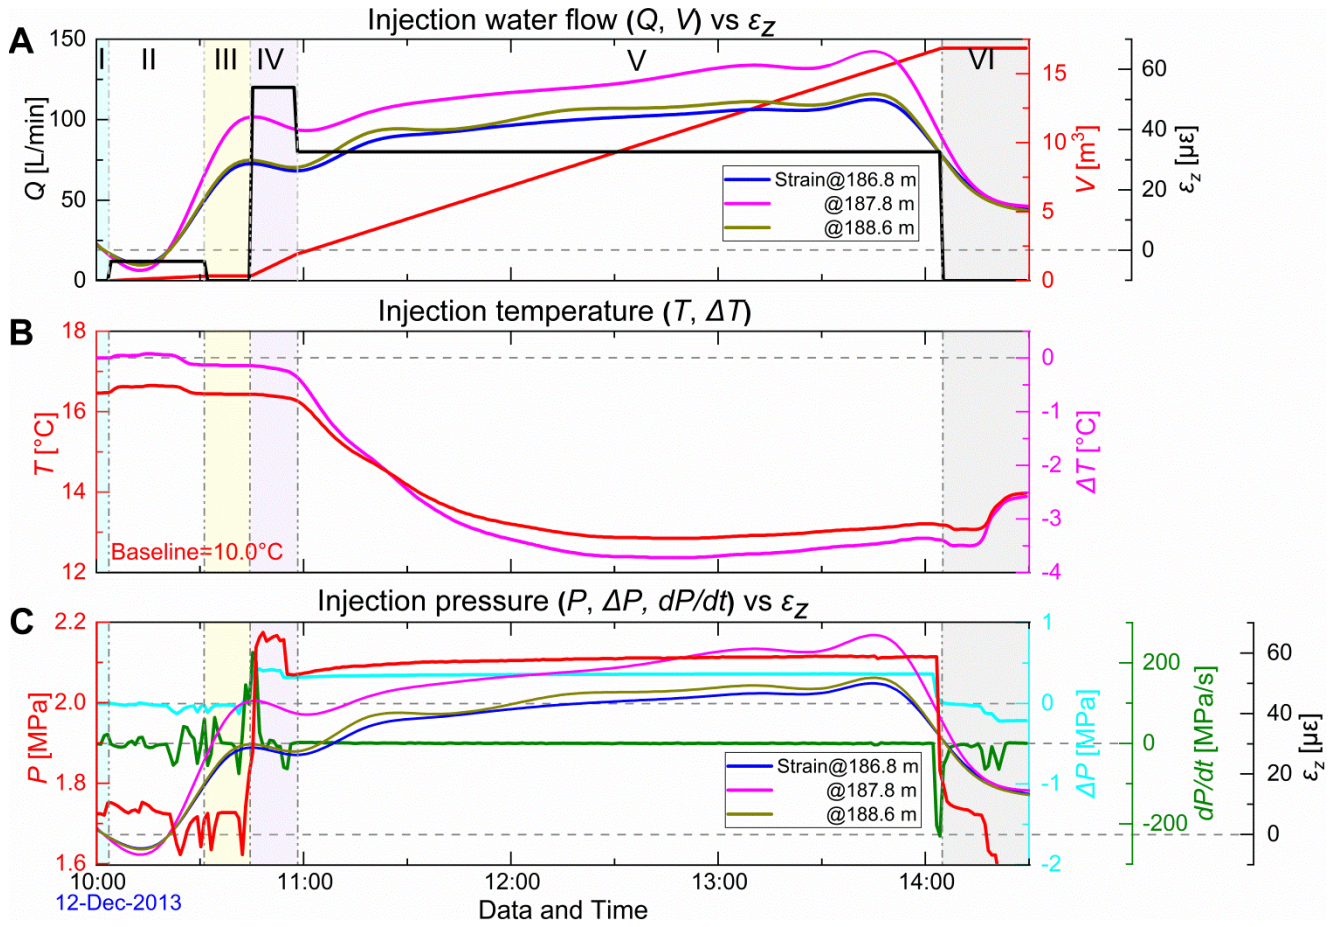 A
Injection water flow (Q, V) vs εz
I II III IV V VI
Q [L/min]
150
100
50
0
V [m³]
15
10
5
0
εz [|με|]
60
40
20
0
Strain@186.8 m
@187.8 m
@188.6 m
B
Injection temperature (T, ΔT)
T [°C]
18
16
14
12
Baseline=10.0°C
ΔT [°C]
0
-1
-2
-3
-4
C
Injection pressure (P, ΔP, dP/dt) vs εz
P [MPa]
2.2
2.0
1.8
1.6
ΔP [MPa]
1
0
-1
-2
dP/dt [MPa/s]
200
0
-200
εz [|με|]
60
40
20
0
Strain@186.8 m
@187.8 m
@188.6 m
10:00 11:00 12:00 13:00 14:00
12-Dec-2013
Data and Time